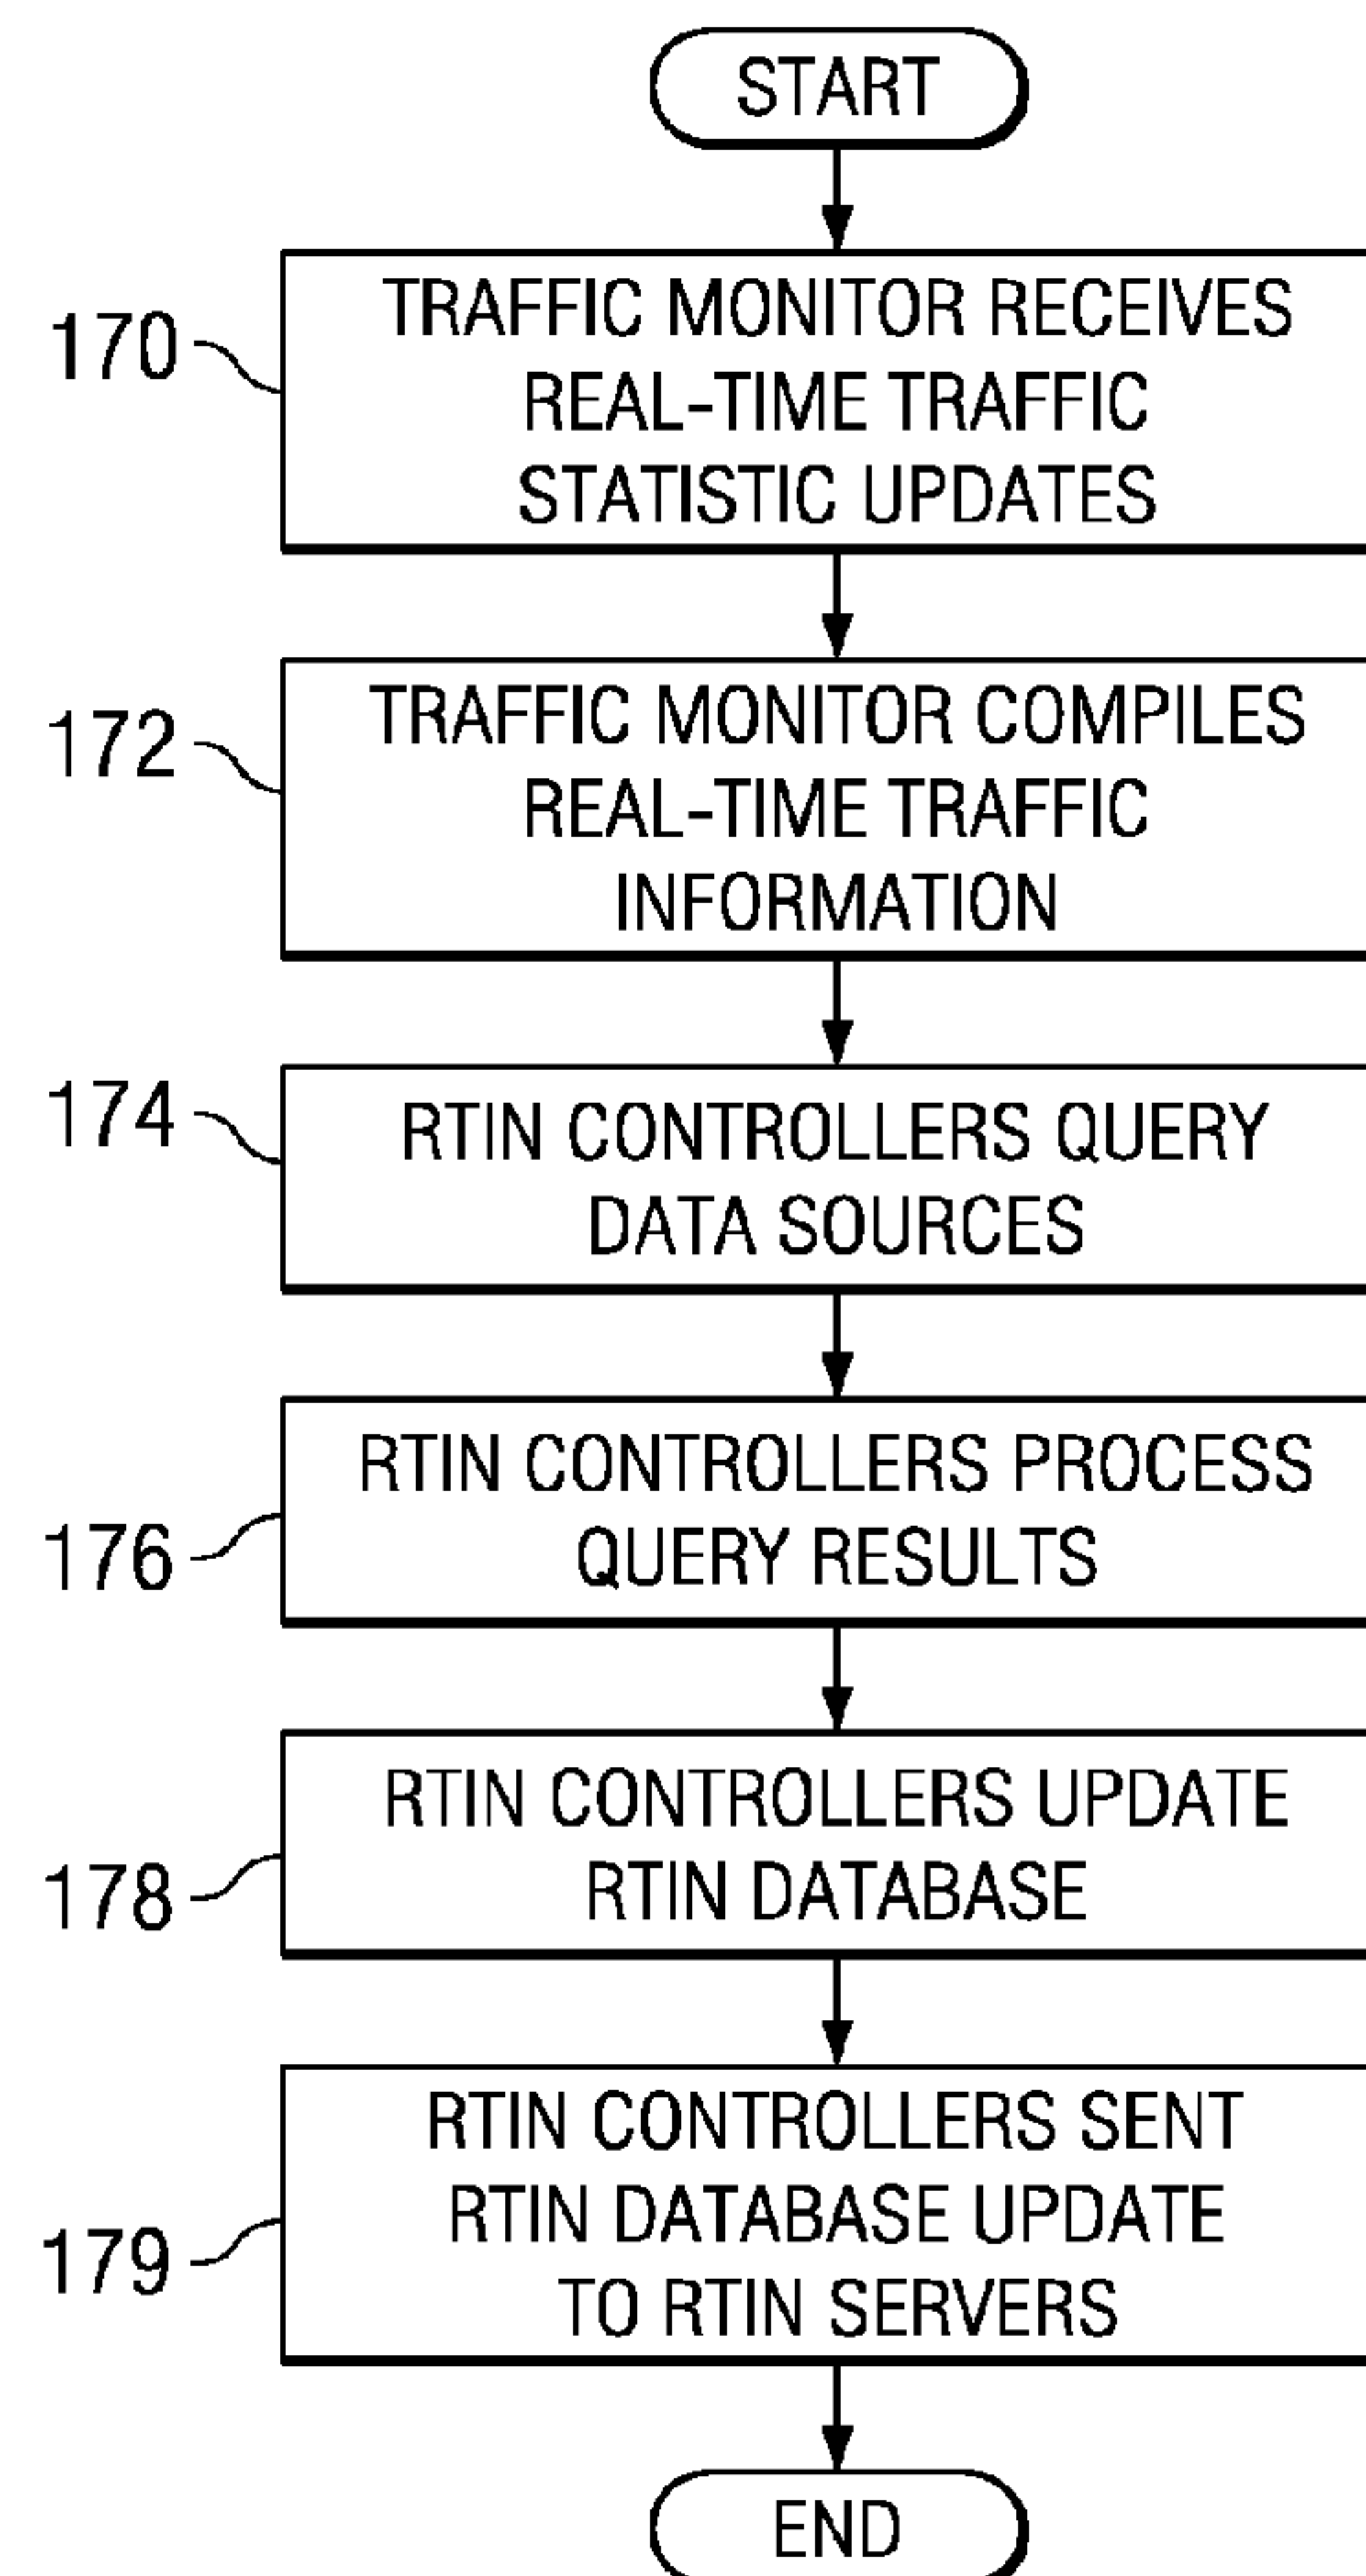 START
170
TRAFFIC MONITOR RECEIVES
REAL-TIME TRAFFIC
STATISTIC UPDATES
172
TRAFFIC MONITOR COMPILES
REAL-TIME TRAFFIC
INFORMATION
174
RTIN CONTROLLERS QUERY
DATA SOURCES
176
RTIN CONTROLLERS PROCESS
QUERY RESULTS
178
RTIN CONTROLLERS UPDATE
RTIN DATABASE
179
RTIN CONTROLLERS SENT
RTIN DATABASE UPDATE
TO RTIN SERVERS
END